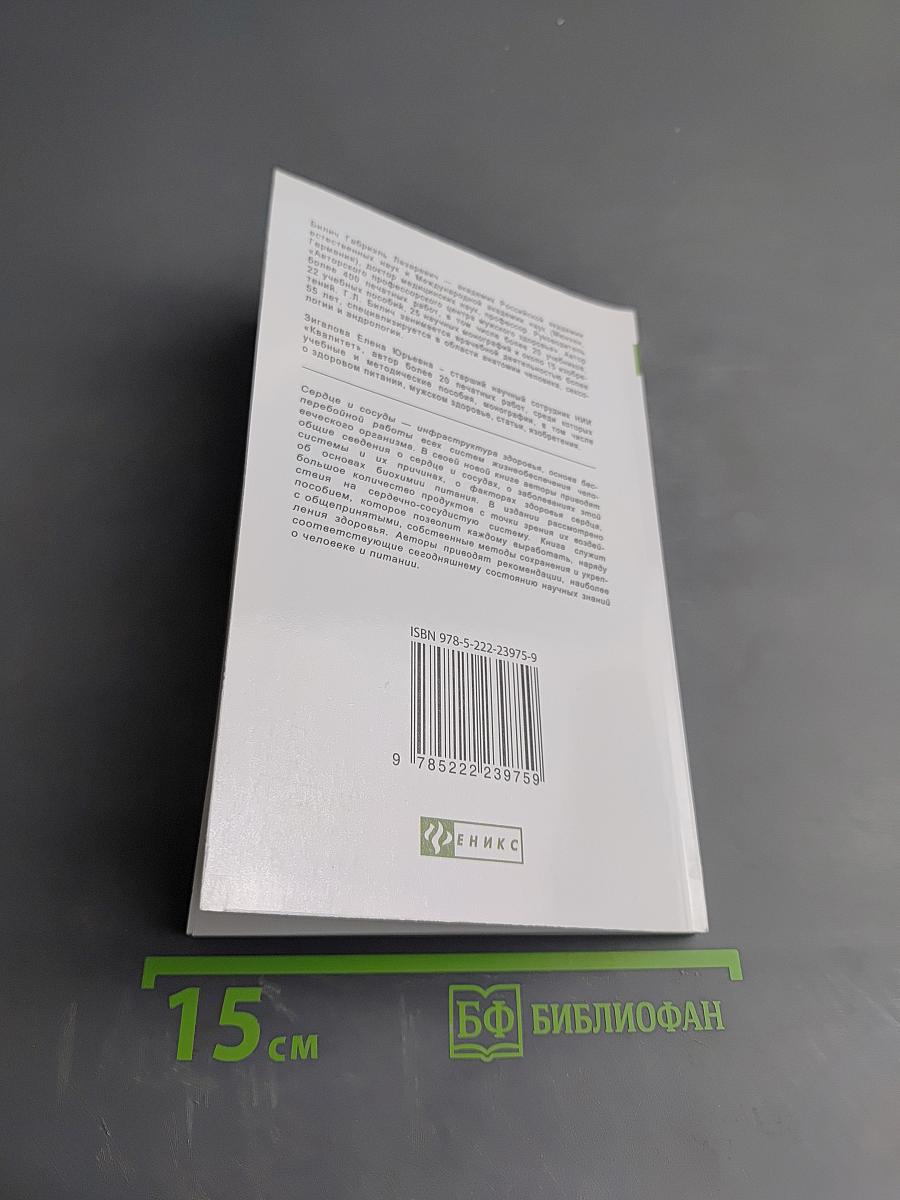 Билич Габриэль Лазаревич — академик Российской академии
естественных наук и Международной академии наук (Мюнхен,
Германия), доктор медицинских наук, профессор. Руководитель
«Авторского профессорского центра мужского здоровья». Автор
более 400 печатных работ, в том числе более 20 учебников,
22 учебных пособий, 25 научных монографий и около 15 изобре-
тений. Г.Л. Билич занимается врачебной деятельностью более
55 лет, специализируется в области анатомии человека, сексо-
логии и андрологии.
Зигалова Елена Юрьевна — старший научный сотрудник НИИ
«Квалитет», автор более 20 печатных работ, среди которых
учебные и методические пособия, монографии, в том числе
о здоровом питании, мужском здоровье, статьи, изобретения.
Сердце и сосуды — инфраструктура здоровья, основа бес-
перебойной работы всех систем жизнеобеспечения чело-
веческого организма. В своей новой книге авторы приводят
общие сведения о сердце и сосудах, о заболеваниях этой
системы и их причинах, о факторах здоровья сердца,
об основах биохимии питания. В издании рассмотрено
большое количество продуктов с точки зрения их воздей-
ствия на сердечно-сосудистую систему. Книга служит
пособием, которое позволит каждому выработать, наряду
с общепринятыми, собственные методы сохранения и укреп-
ления здоровья. Авторы приводят рекомендации, наиболее
соответствующие сегодняшнему состоянию научных знаний
о человеке и питании.
ISBN 978-5-222-23975-9
9 785222 239759
ЕНИКС
15 см
БФ БИБЛИОФАН